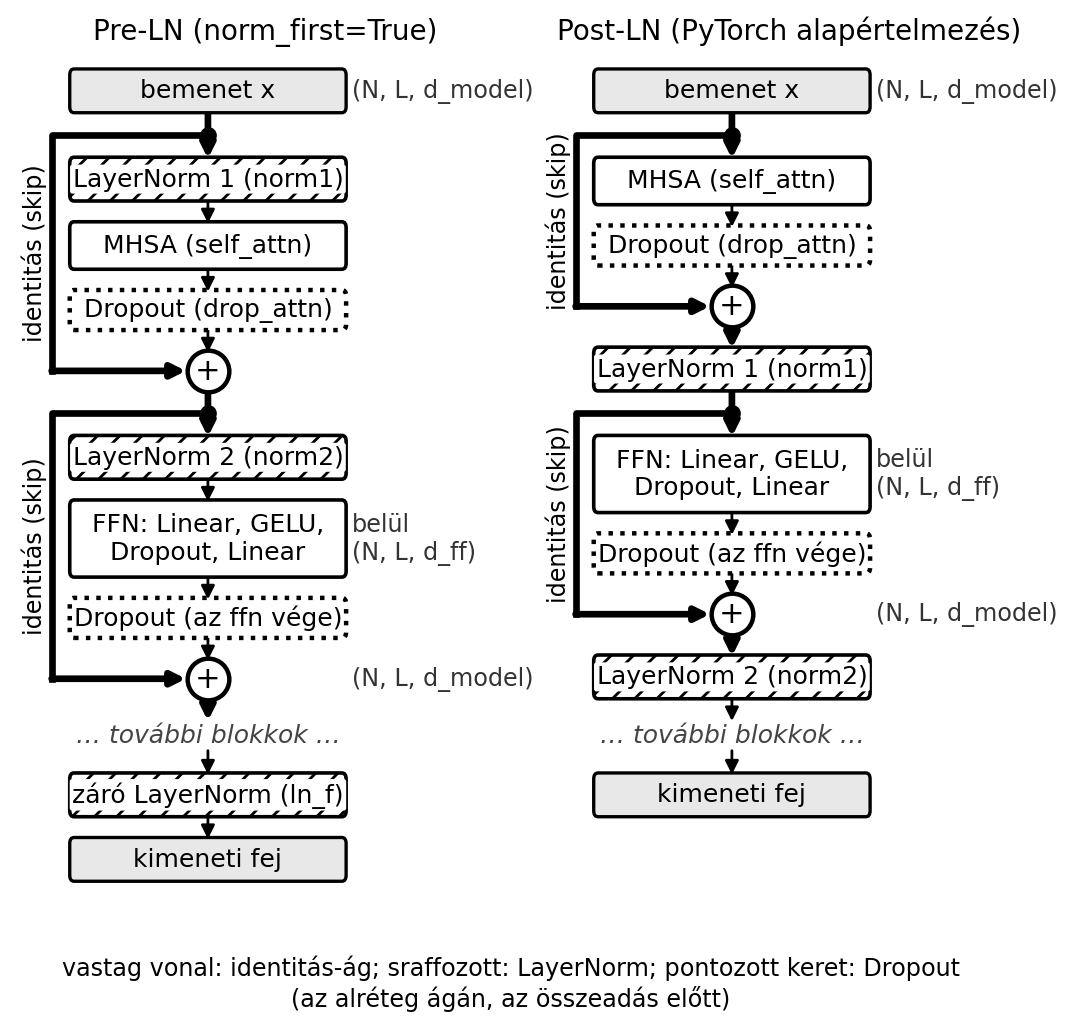 Pre-LN (norm_first=True)
bemenet x
(N, L, d_model)
identitás (skip)
LayerNorm 1 (norm1)
MHSA (self_attn)
Dropout (drop_attn)
+
identitás (skip)
LayerNorm 2 (norm2)
FFN: Linear, GELU,
Dropout, Linear
belül
(N, L, d_ff)
Dropout (az ffn vége)
+
(N, L, d_model)
... további blokkok ...
záró LayerNorm (ln_f)
kimeneti fej
Post-LN (PyTorch alapértelmezés)
bemenet x
(N, L, d_model)
identitás (skip)
MHSA (self_attn)
Dropout (drop_attn)
+
LayerNorm 1 (norm1)
identitás (skip)
FFN: Linear, GELU,
Dropout, Linear
belül
(N, L, d_ff)
Dropout (az ffn vége)
+
(N, L, d_model)
LayerNorm 2 (norm2)
... további blokkok ...
kimeneti fej
vastag vonal: identitás-ág; sraffozott: LayerNorm; pontozott keret: Dropout
(az alréteg ágán, az összeadás előtt)